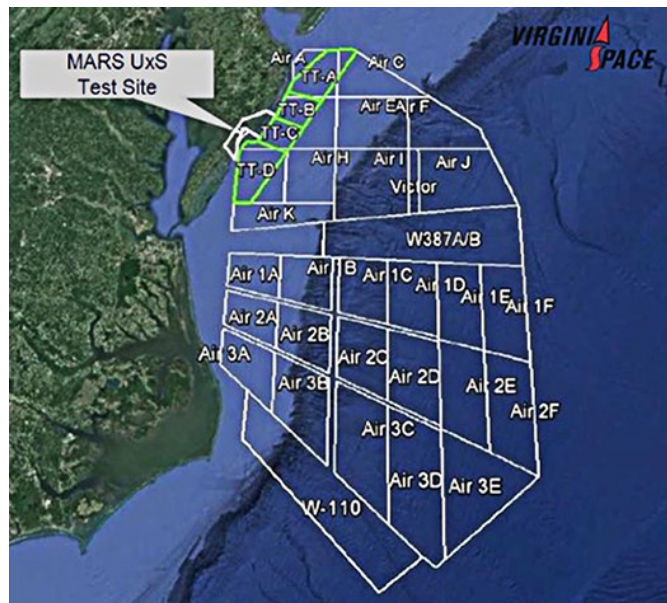 VIRGINIA
SPACE
MARS UxS
Test Site
Air A
Air C
TT-A
TT-B
Air E
Air F
TT-C
Air H
Air I
Air J
TT-D
Victor
Air K
W387A/B
Air 1A
Air 1B
Air 1C
Air 1D
Air 1E
Air 1F
Air 2A
Air 2B
Air 2C
Air 2D
Air 2E
Air 2F
Air 3A
Air 3B
Air 3C
Air 3D
Air 3E
W-110